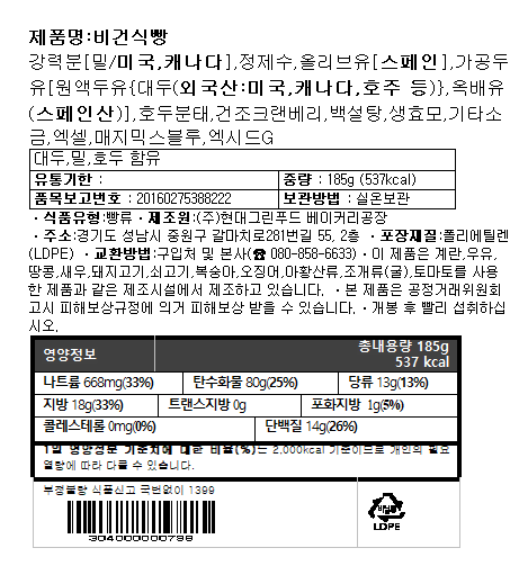 제품명:비건식빵
강력분[밀/미국,캐나다],정제수,올리브유[스페인],가공두
유[원액두유{대두(외국산:미국,캐나다,호주 등)},옥배유
(스페인산)],호두분태,건조크랜베리,백설탕,생효모,기타소
금,엑셀,매지믹스블루,엑시드G
대두,밀,호두 함유
유통기한 : 중량 : 185g (537kcal)
품목보고번호 : 20160275388222 보관방법 : 실온보관
· 식품유형:빵류 · 제조원:(주)현대그린푸드 베이커리공장
· 주소:경기도 성남시 중원구 갈마치로281번길 55, 2층 · 포장재질:폴리에틸렌
(LDPE) · 교환방법:구입처 및 본사(☎ 080-858-6633) · 이 제품은 계란,우유,
땅콩,새우,돼지고기,쇠고기,복숭아,오징어,아황산류,조개류(굴),토마토를 사용
한 제품과 같은 제조시설에서 제조하고 있습니다. · 본 제품은 공정거래위원회
고시 피해보상규정에 의거 피해보상 받을 수 있습니다. · 개봉 후 빨리 섭취하십
시오.
영양정보 총내용량 185g
537 kcal
나트륨 668mg(33%) 탄수화물 80g(25%) 당류 13g(13%)
지방 18g(33%) 트랜스지방 0g 포화지방 1g(5%)
콜레스테롤 0mg(0%) 단백질 14g(26%)
1일 영양성분 기준치에 대한 비율(%)는 2,000kcal 기준이므로 개인의 필요
열량에 따라 다를 수 있습니다.
부정불량 식품신고 국번없이 1399
304000000798
비닐류
LDPE